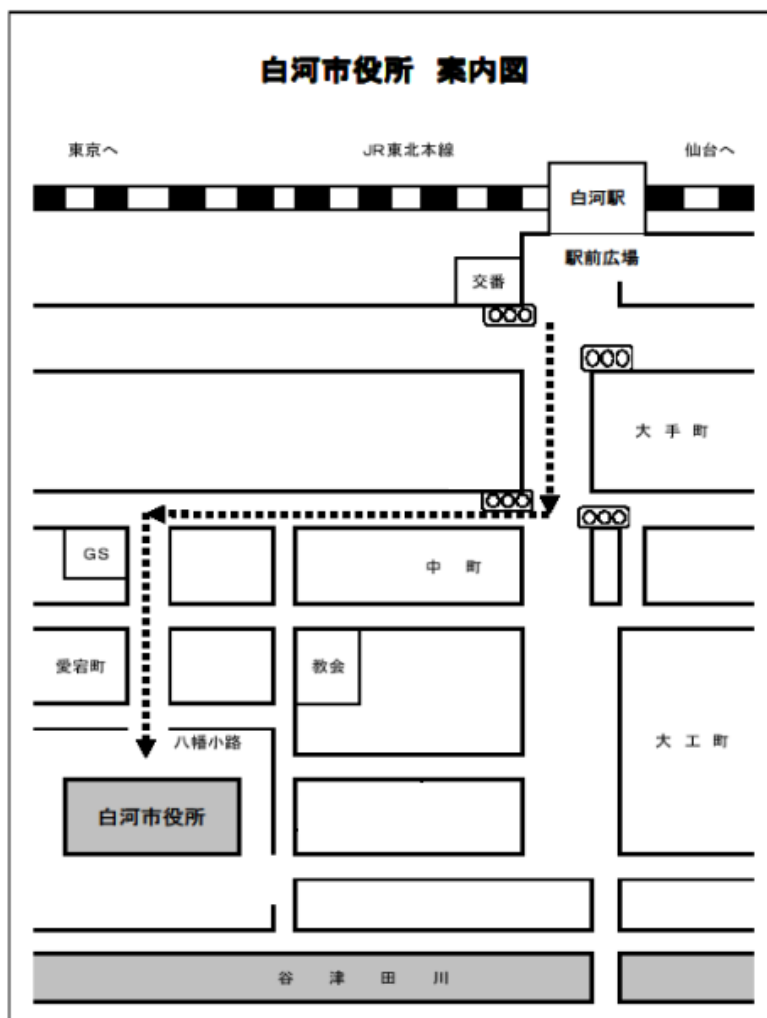 白河市役所 案内図
東京へ JR東北本線 仙台へ
白河駅
駅前広場
交番
大手町
GS
中町
愛宕町
教会
八幡小路
大工町
白河市役所
谷津田川